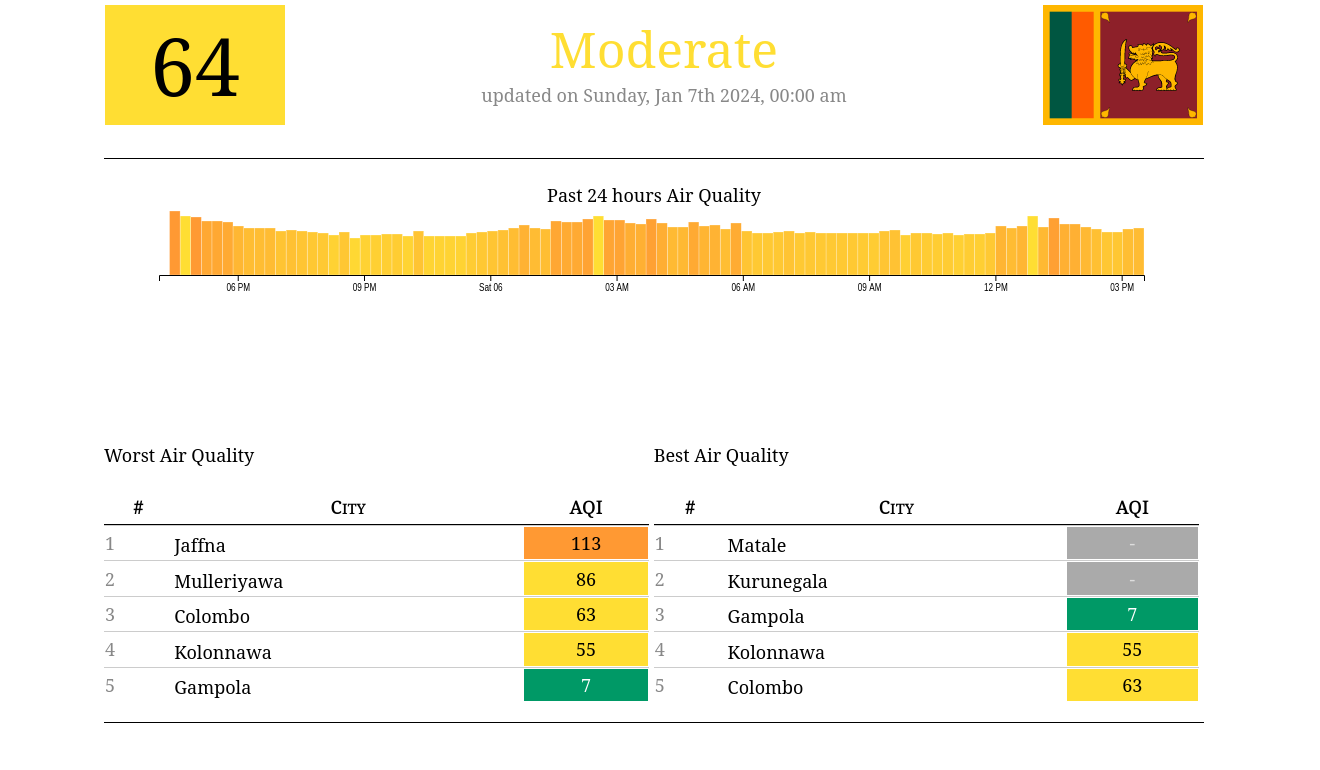 64
Moderate
updated on Sunday, Jan 7th 2024, 00:00 am
Past 24 hours Air Quality
06 PM 09 PM Sat 06 03 AM 06 AM 09 AM 12 PM 03 PM
Worst Air Quality
# City AQI
1 Jaffna 113
2 Mulleriyawa 86
3 Colombo 63
4 Kolonnawa 55
5 Gampola 7
Best Air Quality
# City AQI
1 Matale -
2 Kurunegala -
3 Gampola 7
4 Kolonnawa 55
5 Colombo 63